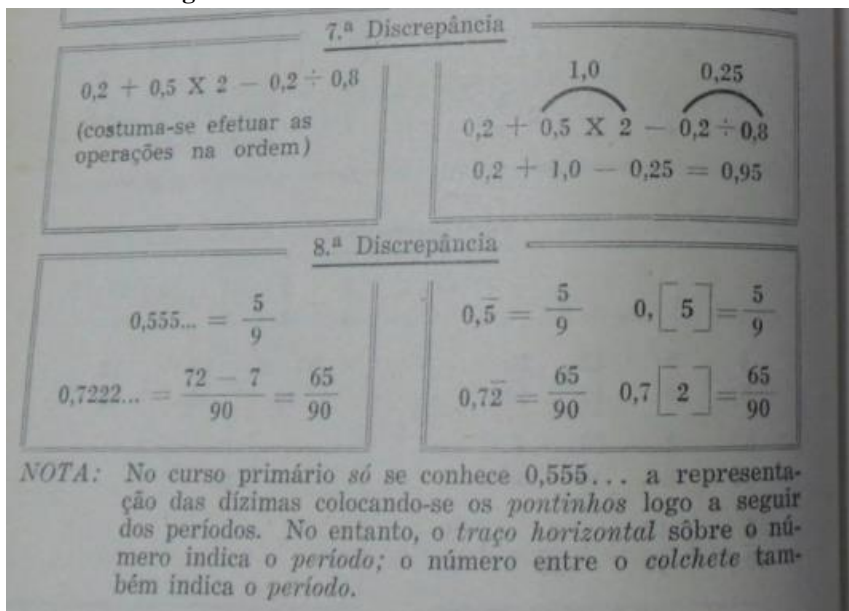 7.ª Discrepância
0,2 + 0,5 X 2 − 0,2 ÷ 0,8
(costuma-se efetuar as
operações na ordem)
1,0 0,25
0,2 + 0,5 X 2 − 0,2 ÷ 0,8
0,2 + 1,0 − 0,25 = 0,95
8.ª Discrepância
0,555... = 5/9
0,7222... = 72 − 7/90 = 65/90
0,5̅ = 5/9 0,[5] = 5/9
0,72̅ = 65/90 0,7[2] = 65/90
NOTA: No curso primário só se conhece 0,555... a representa-
ção das dízimas colocando-se os pontinhos logo a seguir
dos períodos. No entanto, o traço horizontal sôbre o nú-
mero indica o período; o número entre o colchete tam-
bém indica o período.